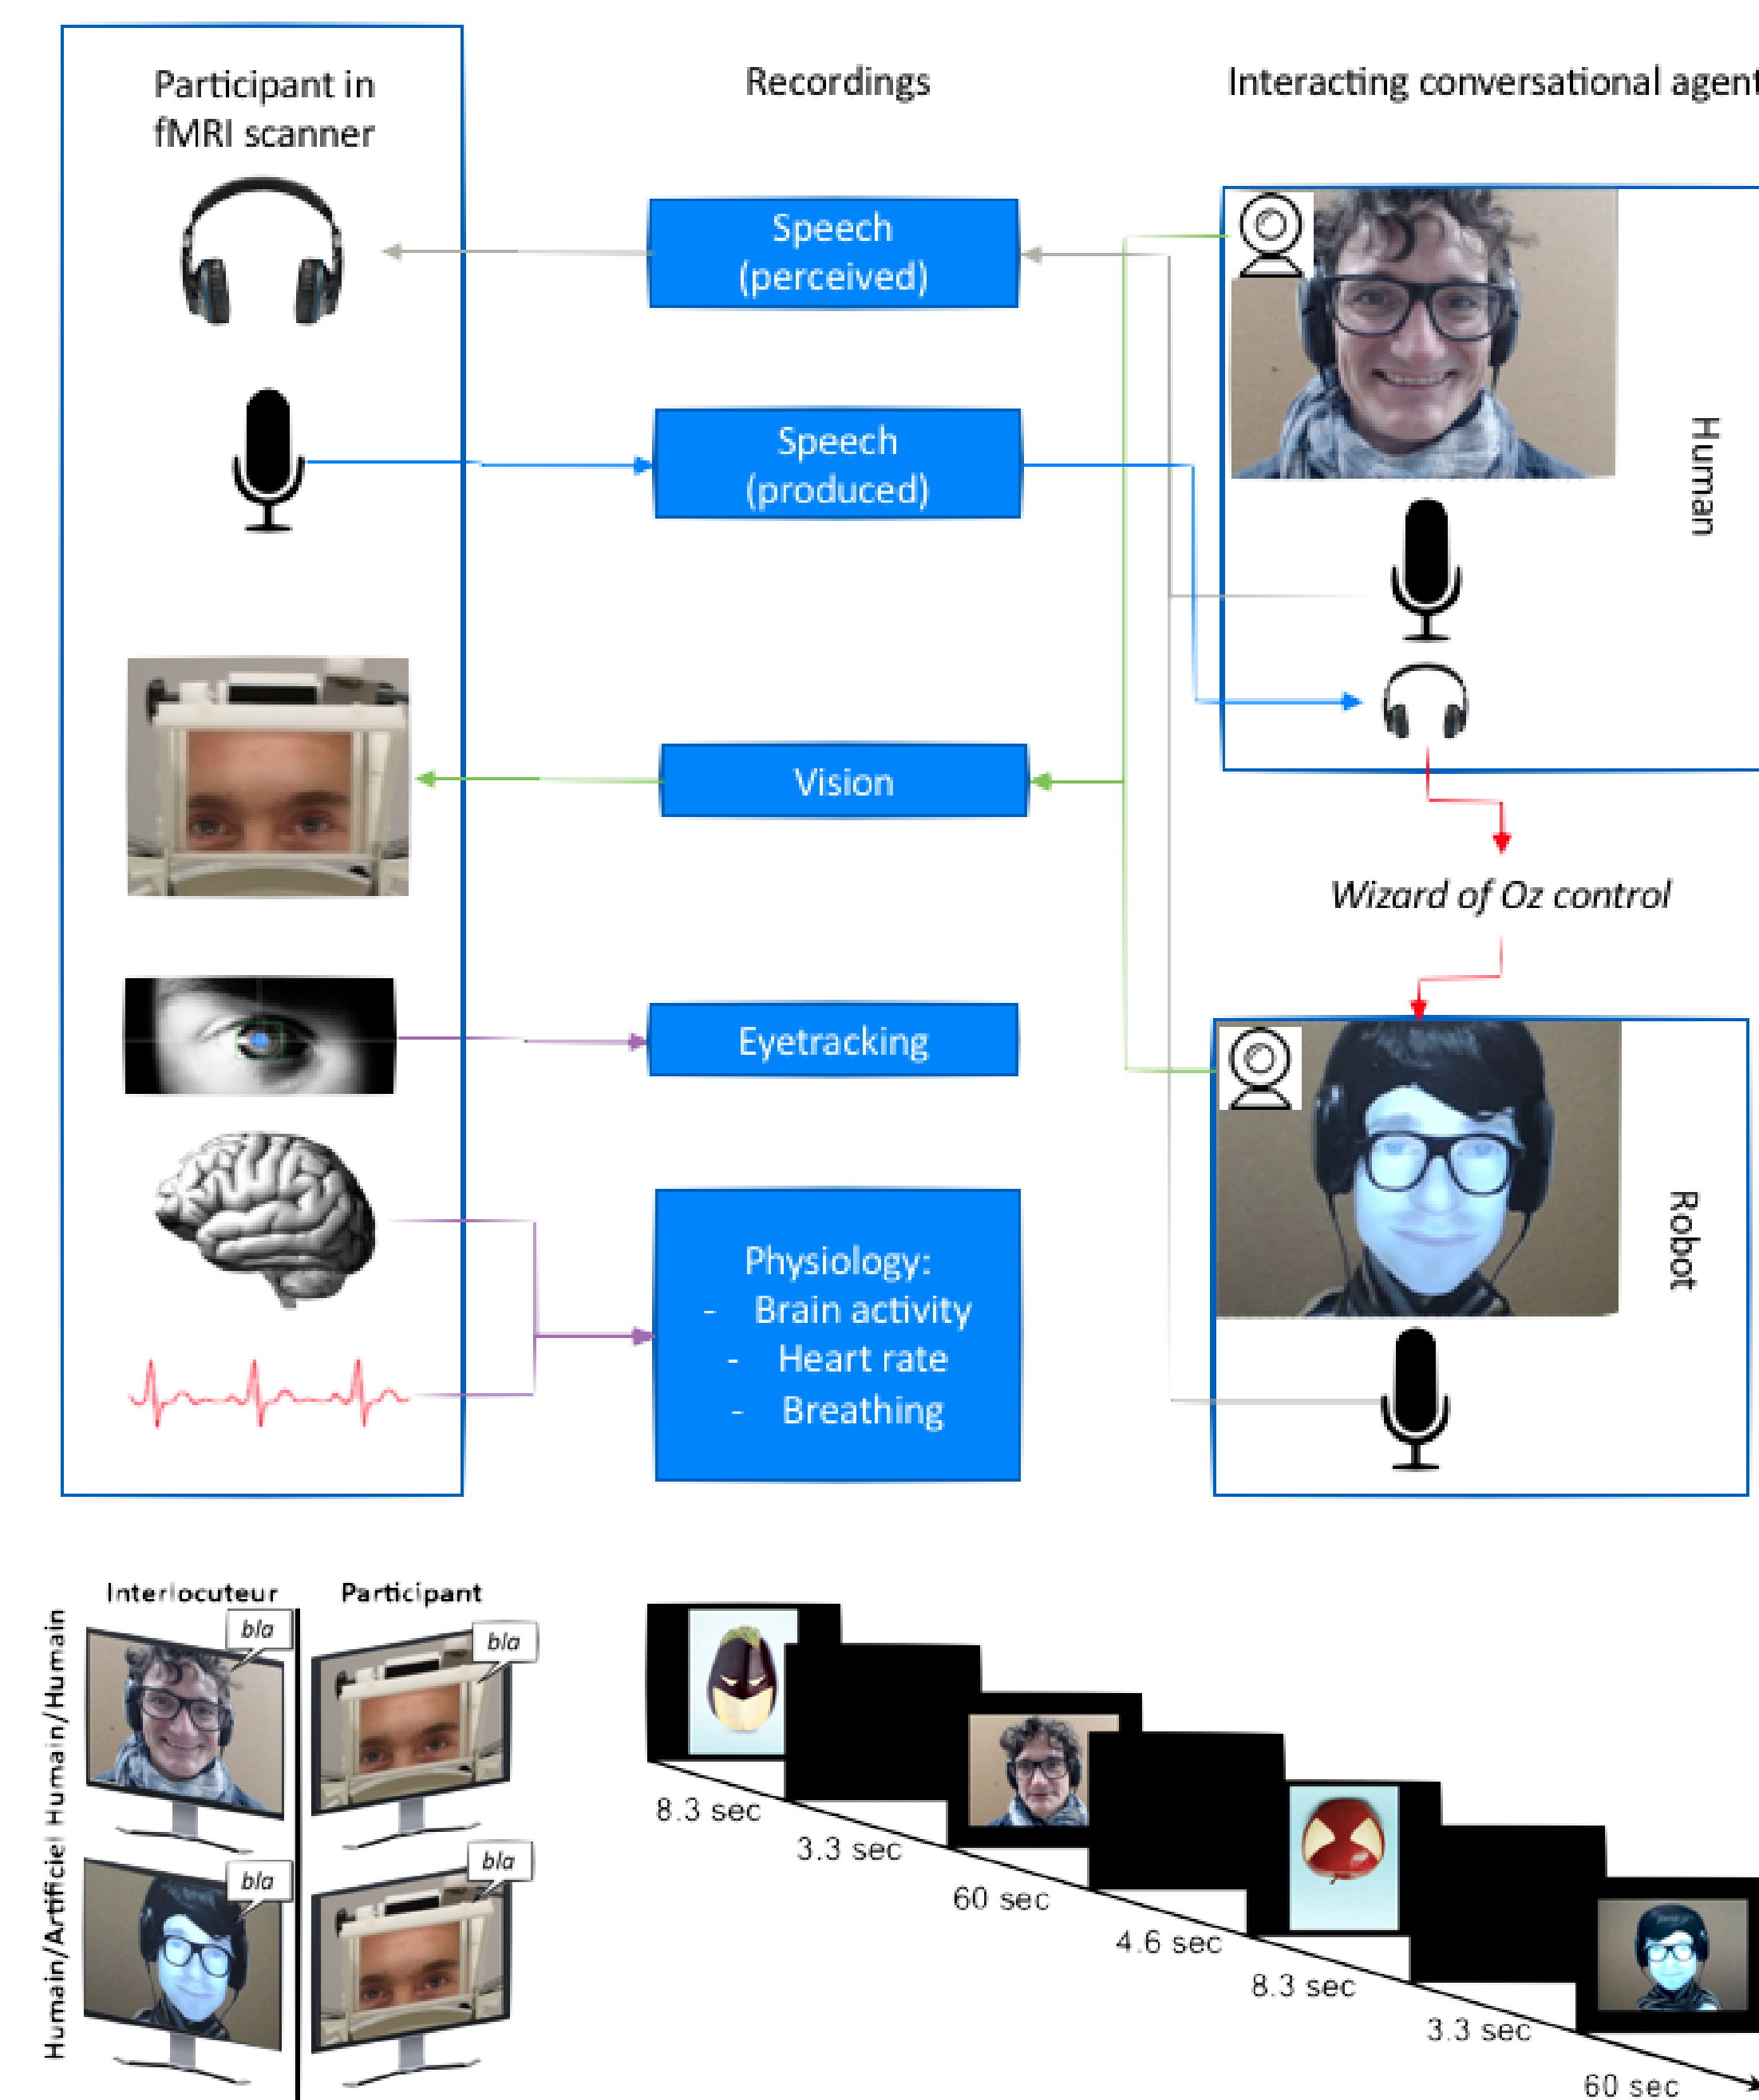 Participant in
fMRI scanner
Recordings
Interacting conversational agent
Speech
(perceived)
Speech
(produced)
Human
Vision
Wizard of Oz control
Eyetracking
Robot
Physiology:
- Brain activity
- Heart rate
- Breathing
Interlocuteur
Participant
Humain/Artificiel Humain/Humain
bla
bla
bla
bla
8.3 sec
3.3 sec
60 sec
4.6 sec
8.3 sec
3.3 sec
60 sec